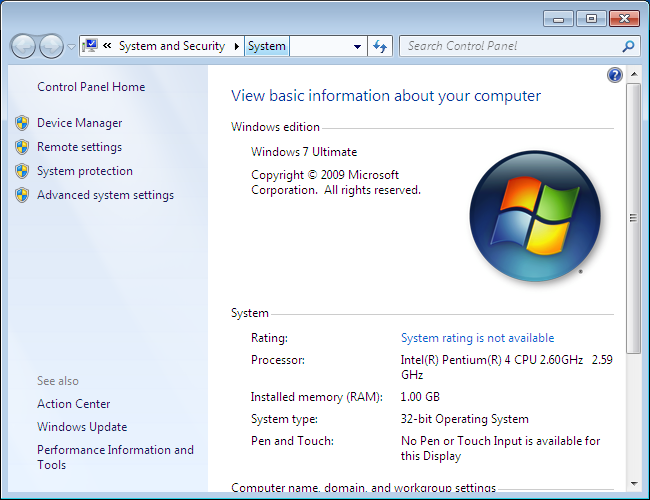 « System and Security ▸ System
Search Control Panel
Control Panel Home
Device Manager
Remote settings
System protection
Advanced system settings
See also
Action Center
Windows Update
Performance Information and
Tools
View basic information about your computer
Windows edition
Windows 7 Ultimate
Copyright © 2009 Microsoft
Corporation.  All rights reserved.
System
Rating: System rating is not available
Processor: Intel(R) Pentium(R) 4 CPU 2.60GHz   2.59
GHz
Installed memory (RAM): 1.00 GB
System type: 32-bit Operating System
Pen and Touch: No Pen or Touch Input is available for
this Display
Computer name, domain, and workgroup settings